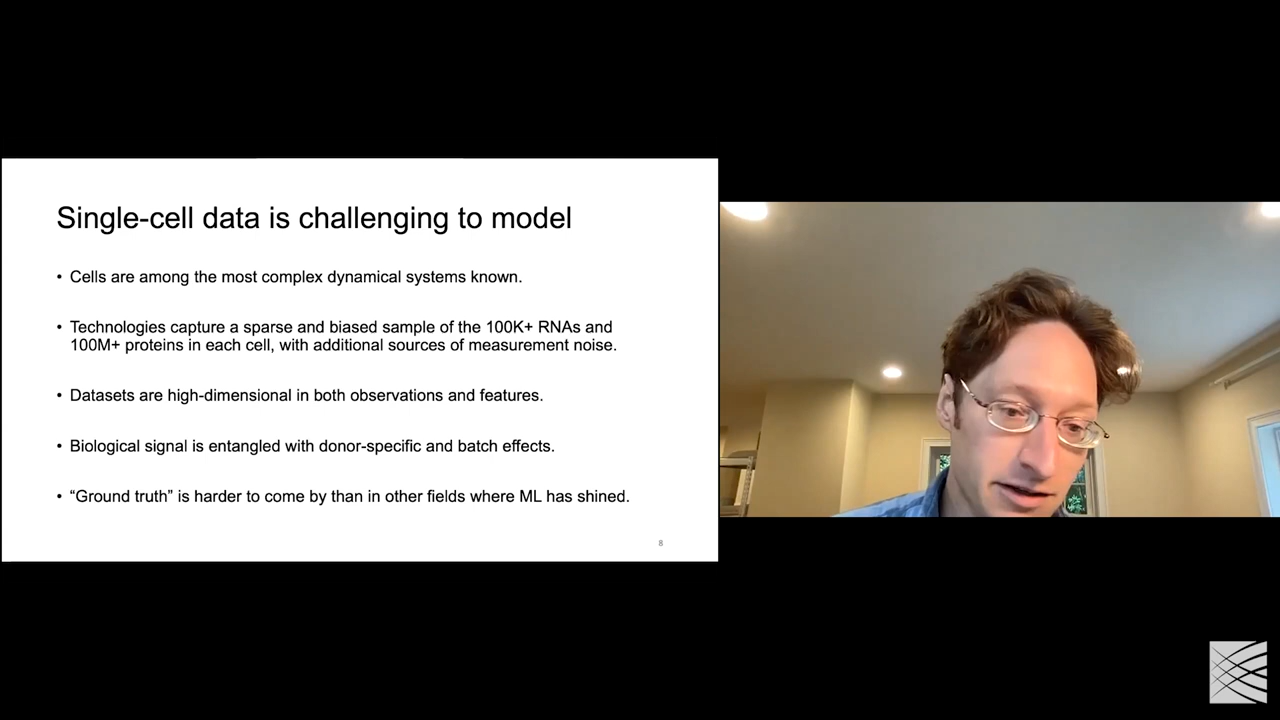 Single-cell data is challenging to model
• Cells are among the most complex dynamical systems known.
• Technologies capture a sparse and biased sample of the 100K+ RNAs and
100M+ proteins in each cell, with additional sources of measurement noise.
• Datasets are high-dimensional in both observations and features.
• Biological signal is entangled with donor-specific and batch effects.
• “Ground truth” is harder to come by than in other fields where ML has shined.
8